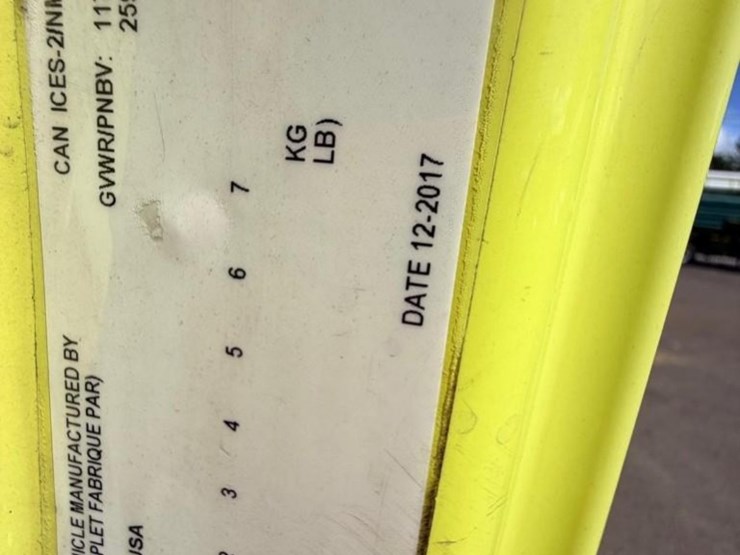 CAN ICES-2/NM
GVWR/PNBV: 11
25
ICLE MANUFACTURED BY
PLET FABRIQUE PAR)
USA
3 4 5 6 7
KG
LB)
DATE 12-2017